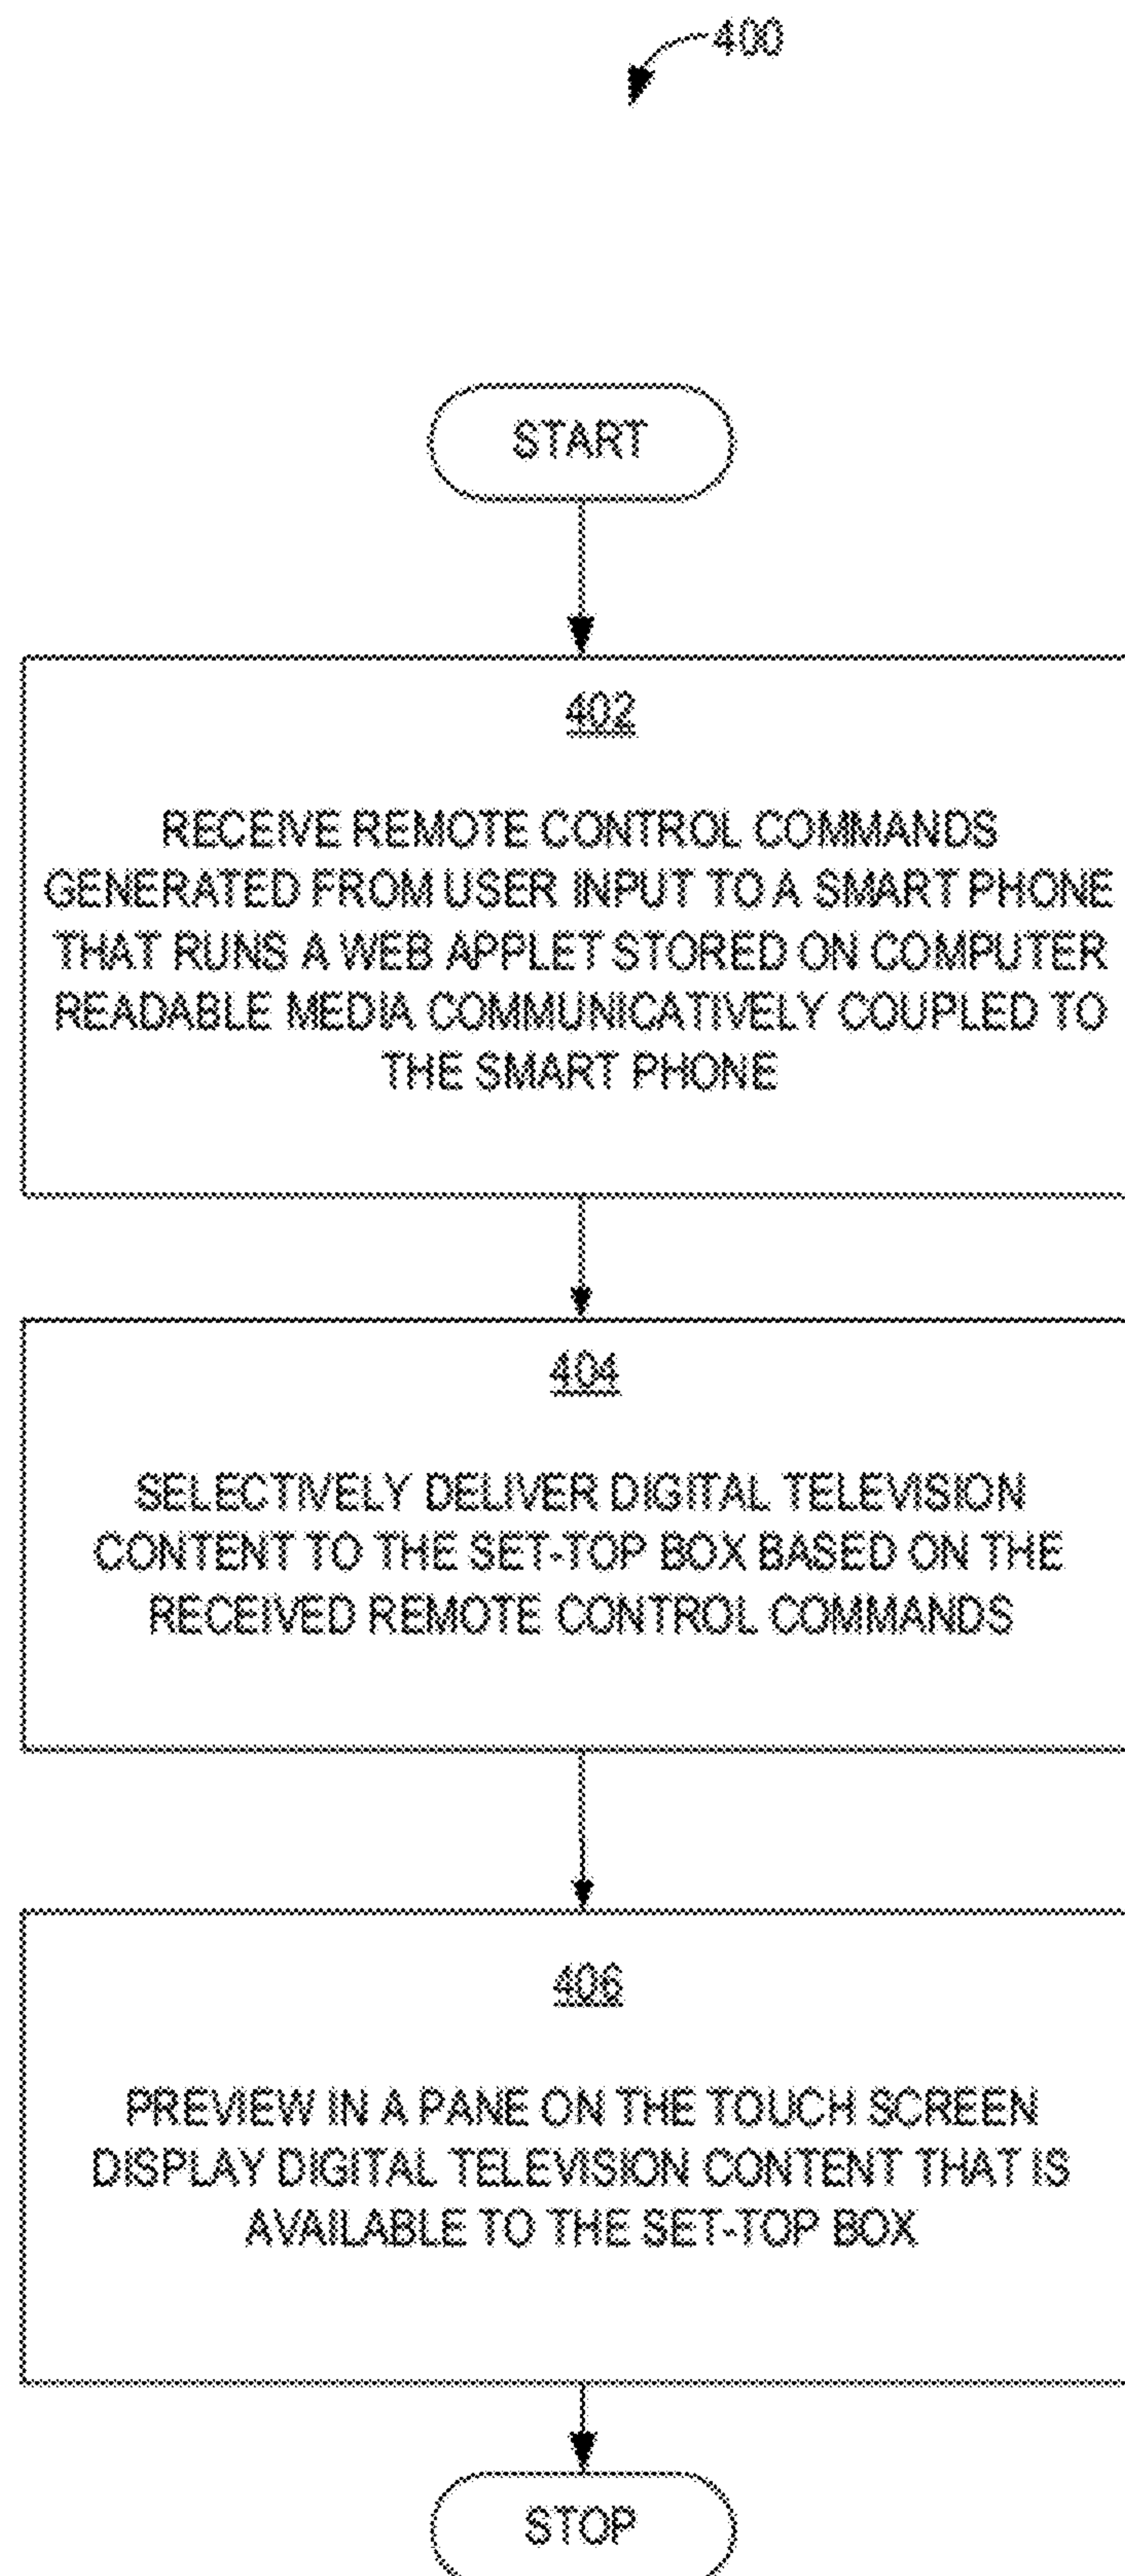 400
START
402
RECEIVE REMOTE CONTROL COMMANDS
GENERATED FROM USER INPUT TO A SMART PHONE
THAT RUNS A WEB APPLET STORED ON COMPUTER
READABLE MEDIA COMMUNICATIVELY COUPLED TO
THE SMART PHONE
404
SELECTIVELY DELIVER DIGITAL TELEVISION
CONTENT TO THE SET-TOP BOX BASED ON THE
RECEIVED REMOTE CONTROL COMMANDS
406
PREVIEW IN A PANE ON THE TOUCH SCREEN
DISPLAY DIGITAL TELEVISION CONTENT THAT IS
AVAILABLE TO THE SET-TOP BOX
STOP